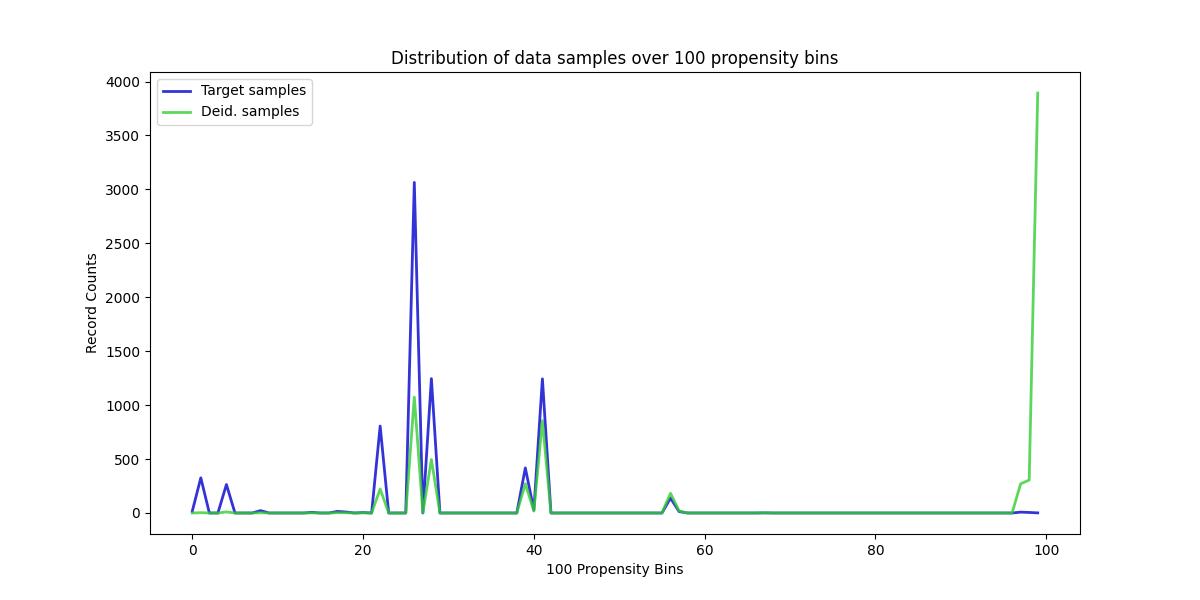 Distribution of data samples over 100 propensity bins
Target samples
Deid. samples
Record Counts
4000
3500
3000
2500
2000
1500
1000
500
0
0 20 40 60 80 100
100 Propensity Bins